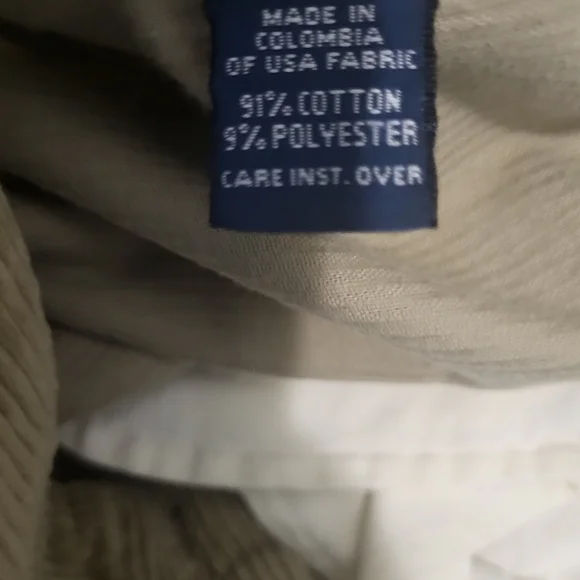 MADE IN
COLOMBIA
OF USA FABRIC
91% COTTON
9% POLYESTER
CARE INST. OVER